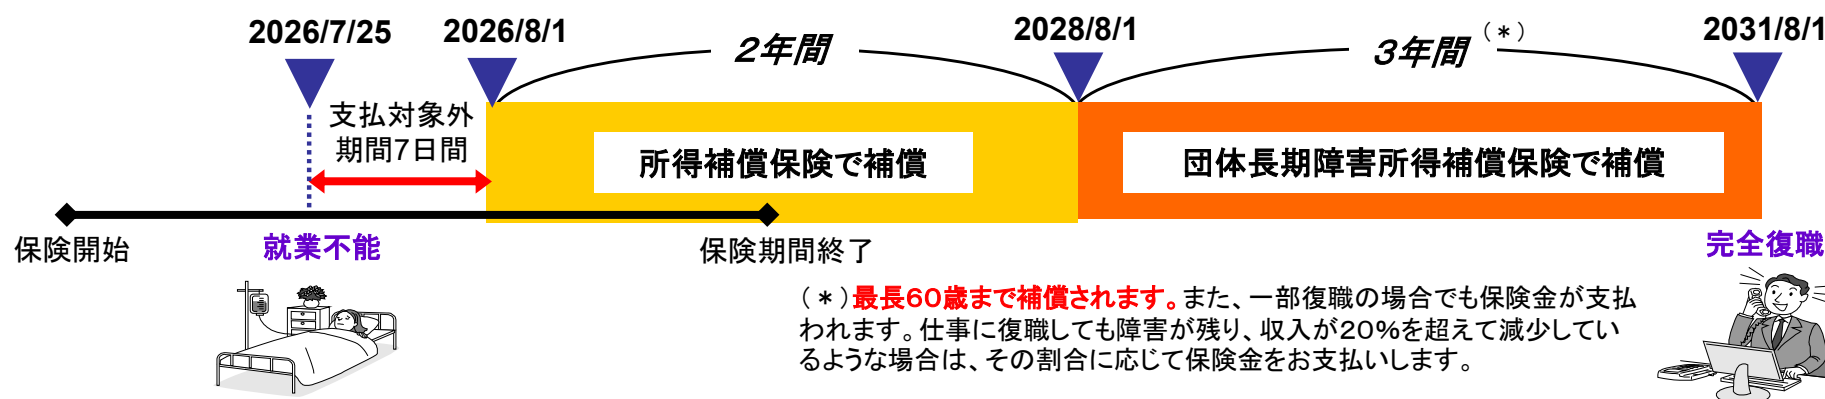 2026/7/25
2026/8/1
2年間
2028/8/1
3年間(*)
2031/8/1
支払対象外
期間7日間
所得補償保険で補償
団体長期障害所得補償保険で補償
保険開始
就業不能
保険期間終了
完全復職
(*)最長60歳まで補償されます。また、一部復職の場合でも保険金が支払
われます。仕事に復職しても障害が残り、収入が20%を超えて減少してい
るような場合は、その割合に応じて保険金をお支払いします。